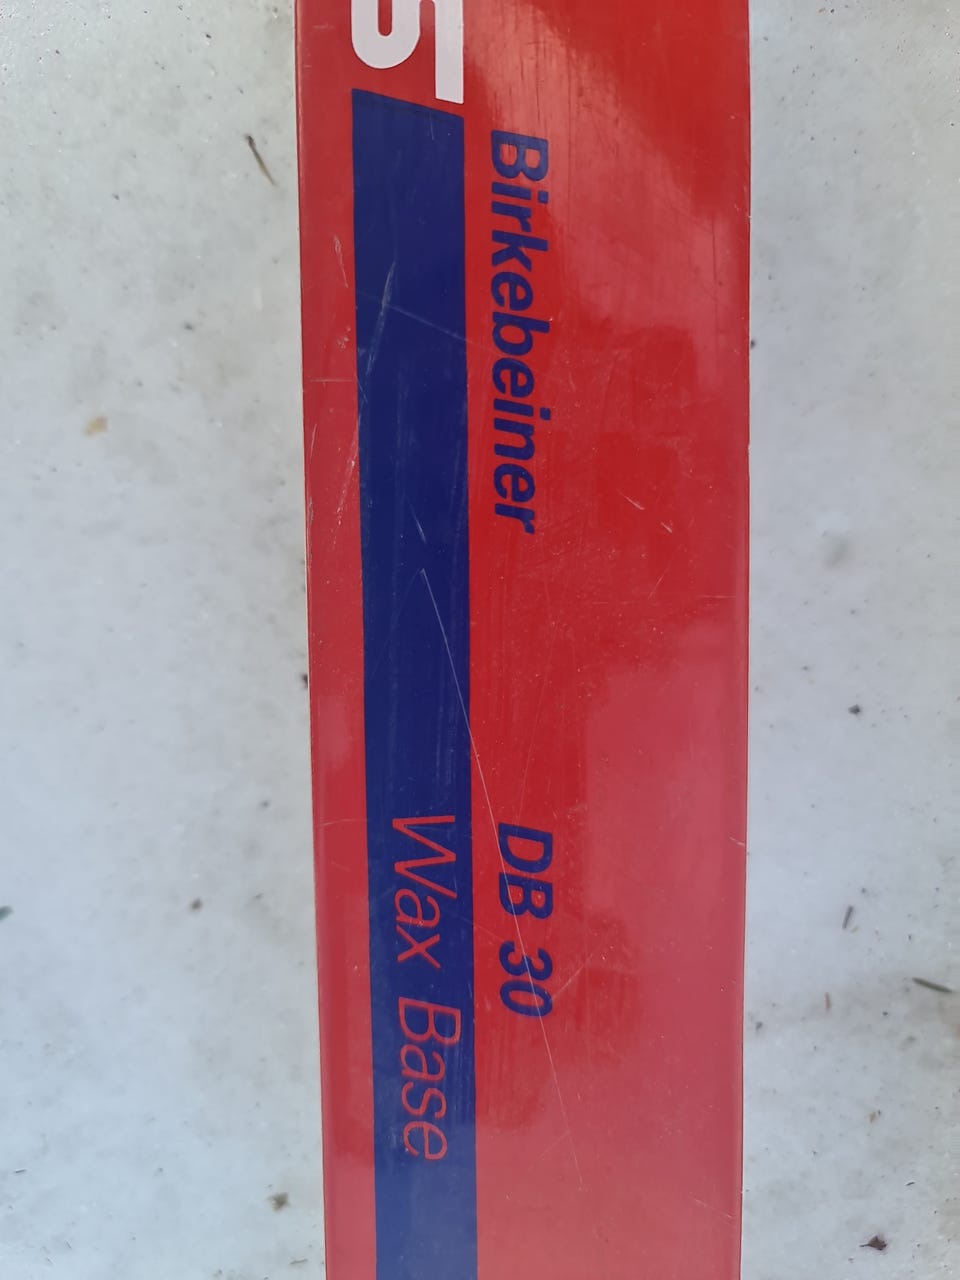 Birkebeiner DB 30
Wax Base